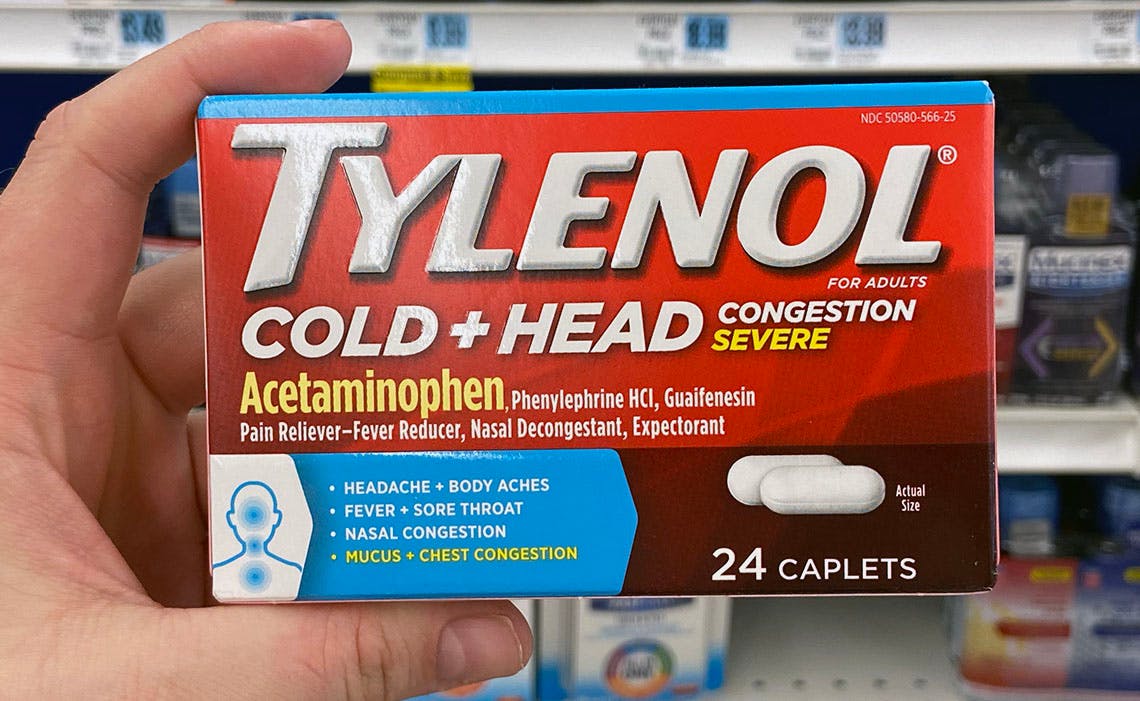 NDC 50580-566-25
TYLENOL®
FOR ADULTS
COLD + HEAD CONGESTION
SEVERE
Acetaminophen, Phenylephrine HCl, Guaifenesin
Pain Reliever–Fever Reducer, Nasal Decongestant, Expectorant
• HEADACHE + BODY ACHES
• FEVER + SORE THROAT
• NASAL CONGESTION
• MUCUS + CHEST CONGESTION
Actual
Size
24 CAPLETS